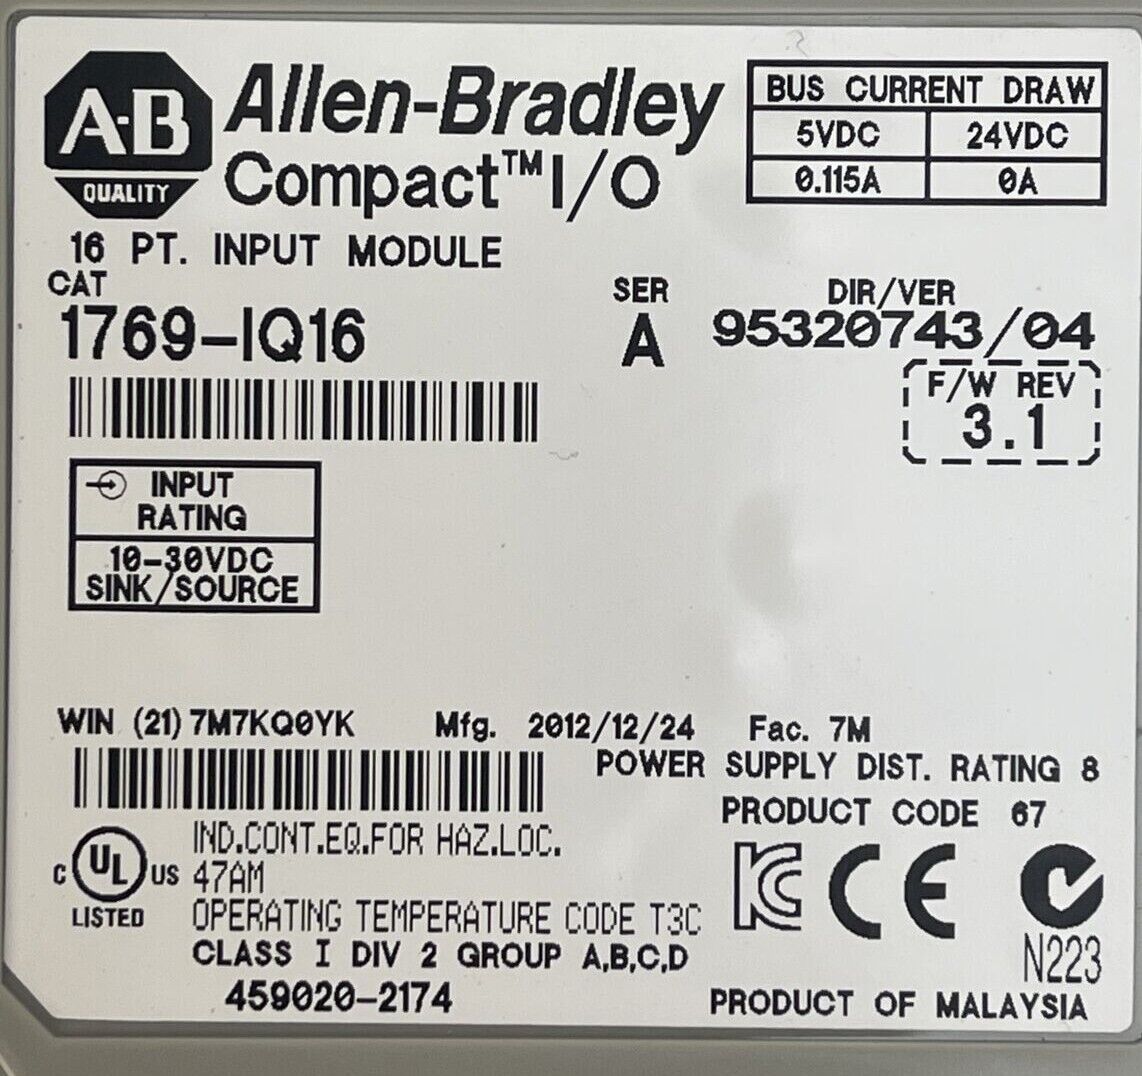 A-B
QUALITY
Allen-Bradley
Compact™ I/O
BUS CURRENT DRAW
5VDC 24VDC
0.115A 0A
16 PT. INPUT MODULE
CAT
1769-IQ16
SER
A
DIR/VER
95320743/04
F/W REV
3.1
INPUT
RATING
10-30VDC
SINK/SOURCE
WIN (21) 7M7KQ0YK Mfg. 2012/12/24 Fac. 7M
POWER SUPPLY DIST. RATING 8
PRODUCT CODE 67
C UL US
LISTED
IND.CONT.EQ.FOR HAZ.LOC.
47AM
OPERATING TEMPERATURE CODE T3C
CLASS I DIV 2 GROUP A,B,C,D
459020-2174
KC CE
N223
PRODUCT OF MALAYSIA